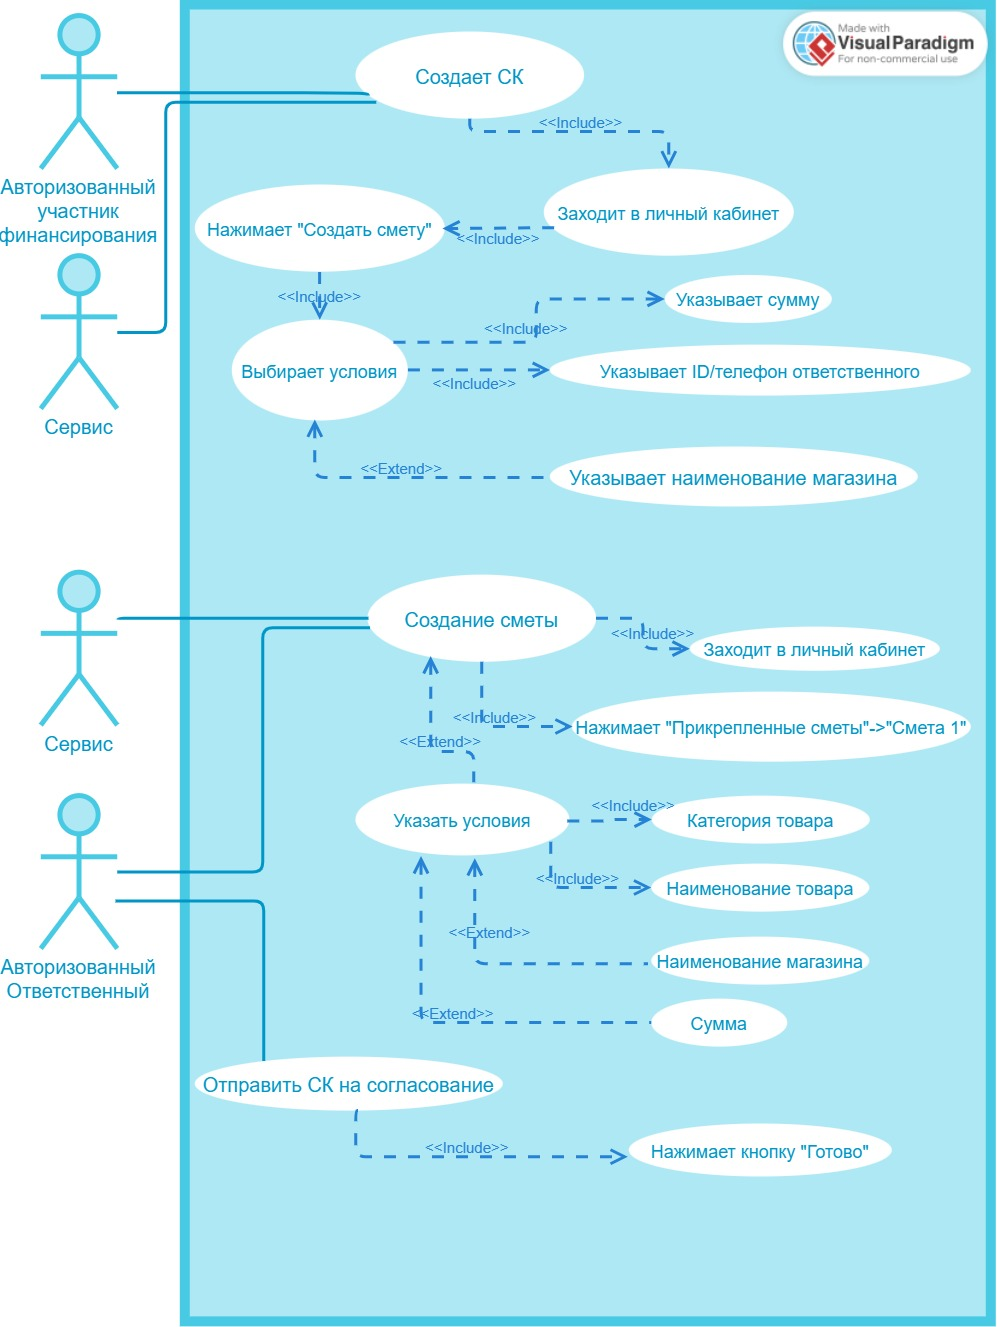 Made with
Visual Paradigm
For non-commercial use
Создает СК
<<Include>>
Авторизованный
участник
финансирования
Заходит в личный кабинет
<<Include>>
Нажимает "Создать смету"
<<Include>>
Указывает сумму
<<Include>>
Выбирает условия
<<Include>>
Указывает ID/телефон ответственного
Сервис
<<Extend>>
Указывает наименование магазина
Создание сметы
<<Include>>
Заходит в личный кабинет
<<Include>>
Нажимает "Прикрепленные сметы"->"Смета 1"
Сервис
<<Extend>>
<<Include>>
Указать условия
Категория товара
<<Include>>
Наименование товара
<<Extend>>
Наименование магазина
Авторизованный
Ответственный
<<Extend>>
Сумма
Отправить СК на согласование
<<Include>>
Нажимает кнопку "Готово"